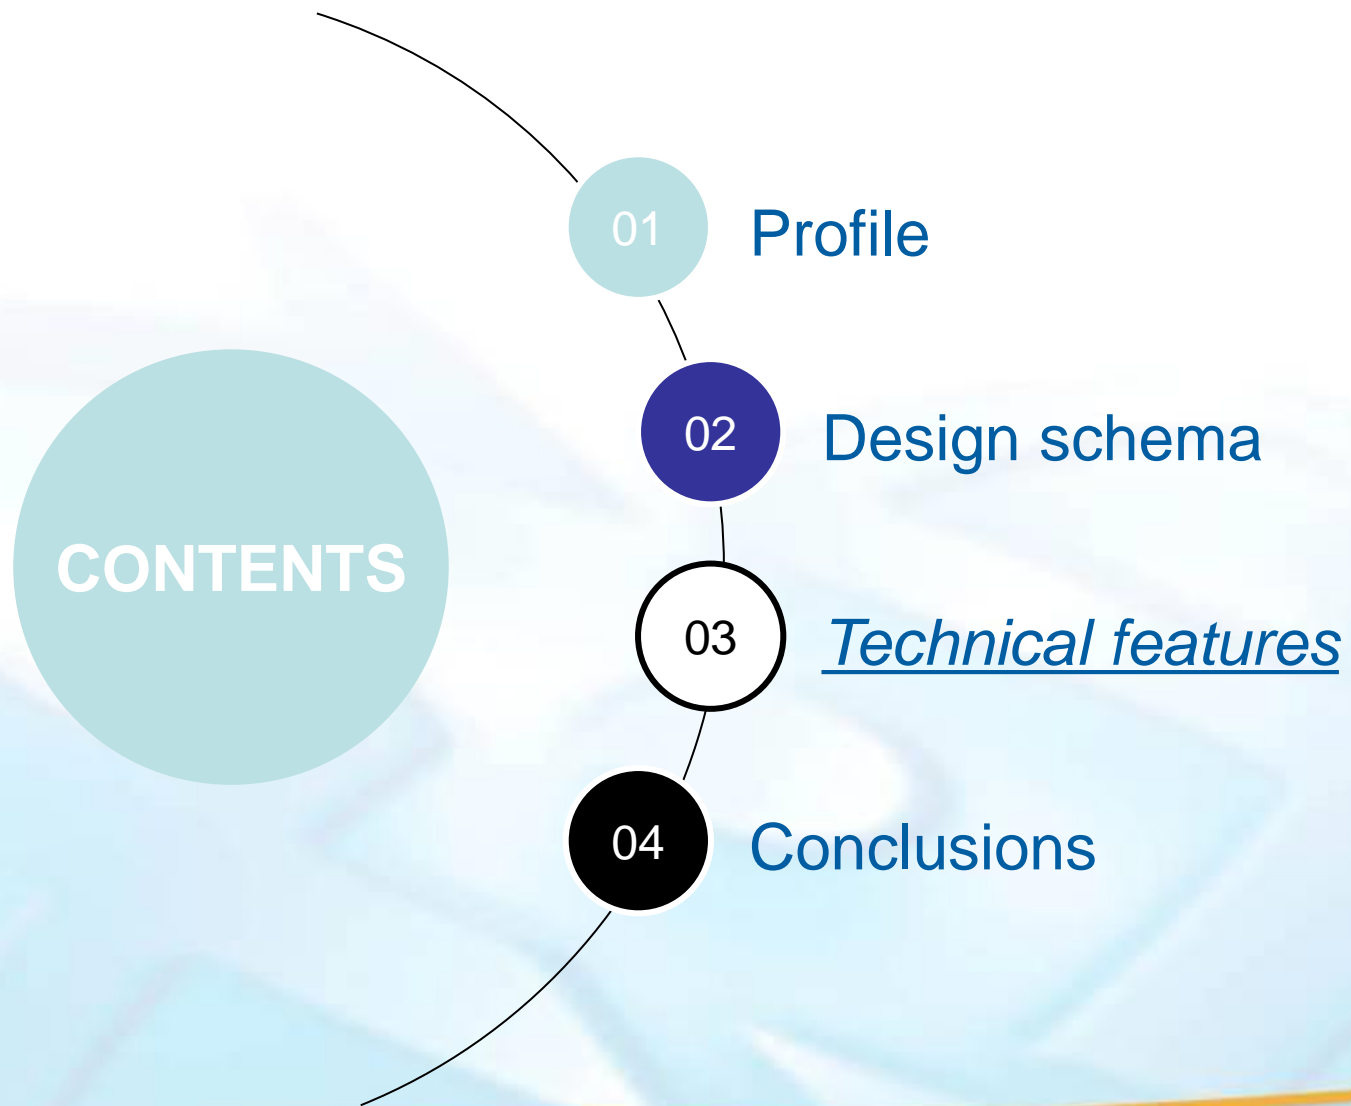 01 Profile
02 Design schema
CONTENTS
03 Technical features
04 Conclusions